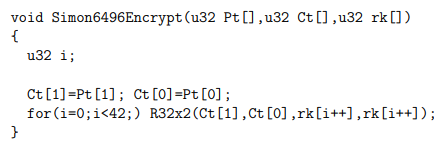 void Simon6496Encrypt(u32 Pt[],u32 Ct[],u32 rk[])
{
u32 i;
Ct[1]=Pt[1]; Ct[0]=Pt[0];
for(i=0;i<42;) R32x2(Ct[1],Ct[0],rk[i++],rk[i++]);
}